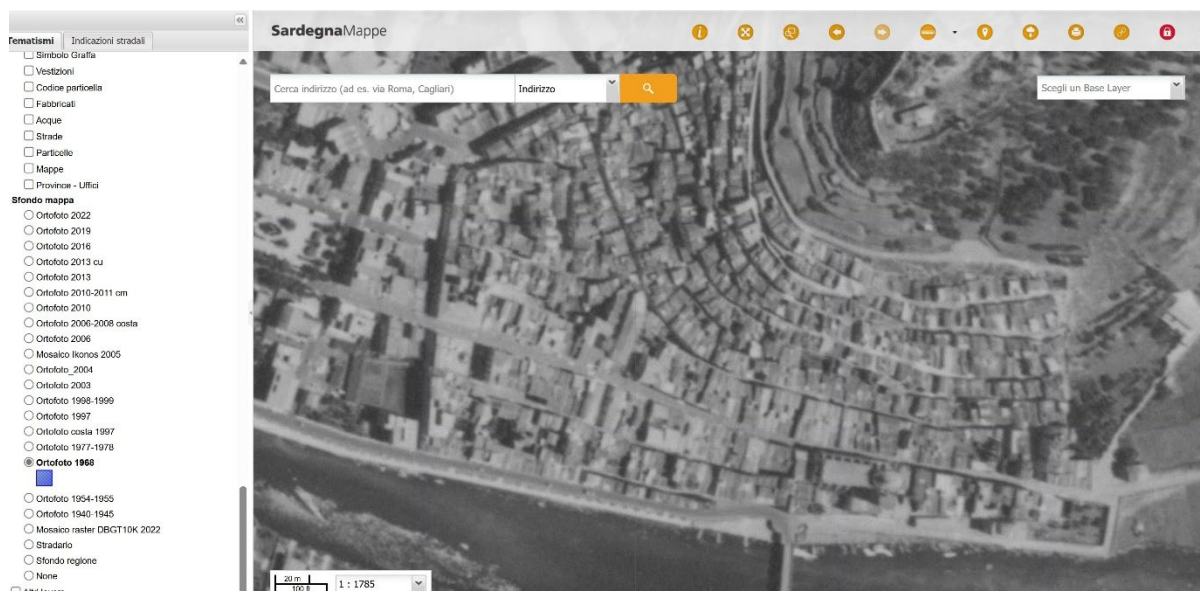 Tematismi Indicazioni stradali
Simbolo Graffa
Vestizioni
Codice particella
Fabbricati
Acque
Strade
Particelle
Mappe
Province - Uffici
Sfondo mappa
Ortofoto 2022
Ortofoto 2019
Ortofoto 2016
Ortofoto 2013 cu
Ortofoto 2013
Ortofoto 2010-2011 cm
Ortofoto 2010
Ortofoto 2006-2008 costa
Ortofoto 2006
Mosaico Ikonos 2005
Ortofoto_2004
Ortofoto 2003
Ortofoto 1998-1999
Ortofoto 1997
Ortofoto costa 1997
Ortofoto 1977-1978
Ortofoto 1968
Ortofoto 1954-1955
Ortofoto 1940-1945
Mosaico raster DBGT10K 2022
Stradario
Sfondo regione
None
SardegnaMappe
Cerca indirizzo (ad es. via Roma, Cagliari) Indirizzo
Scegli un Base Layer
20 m
100 ft
1 : 1785